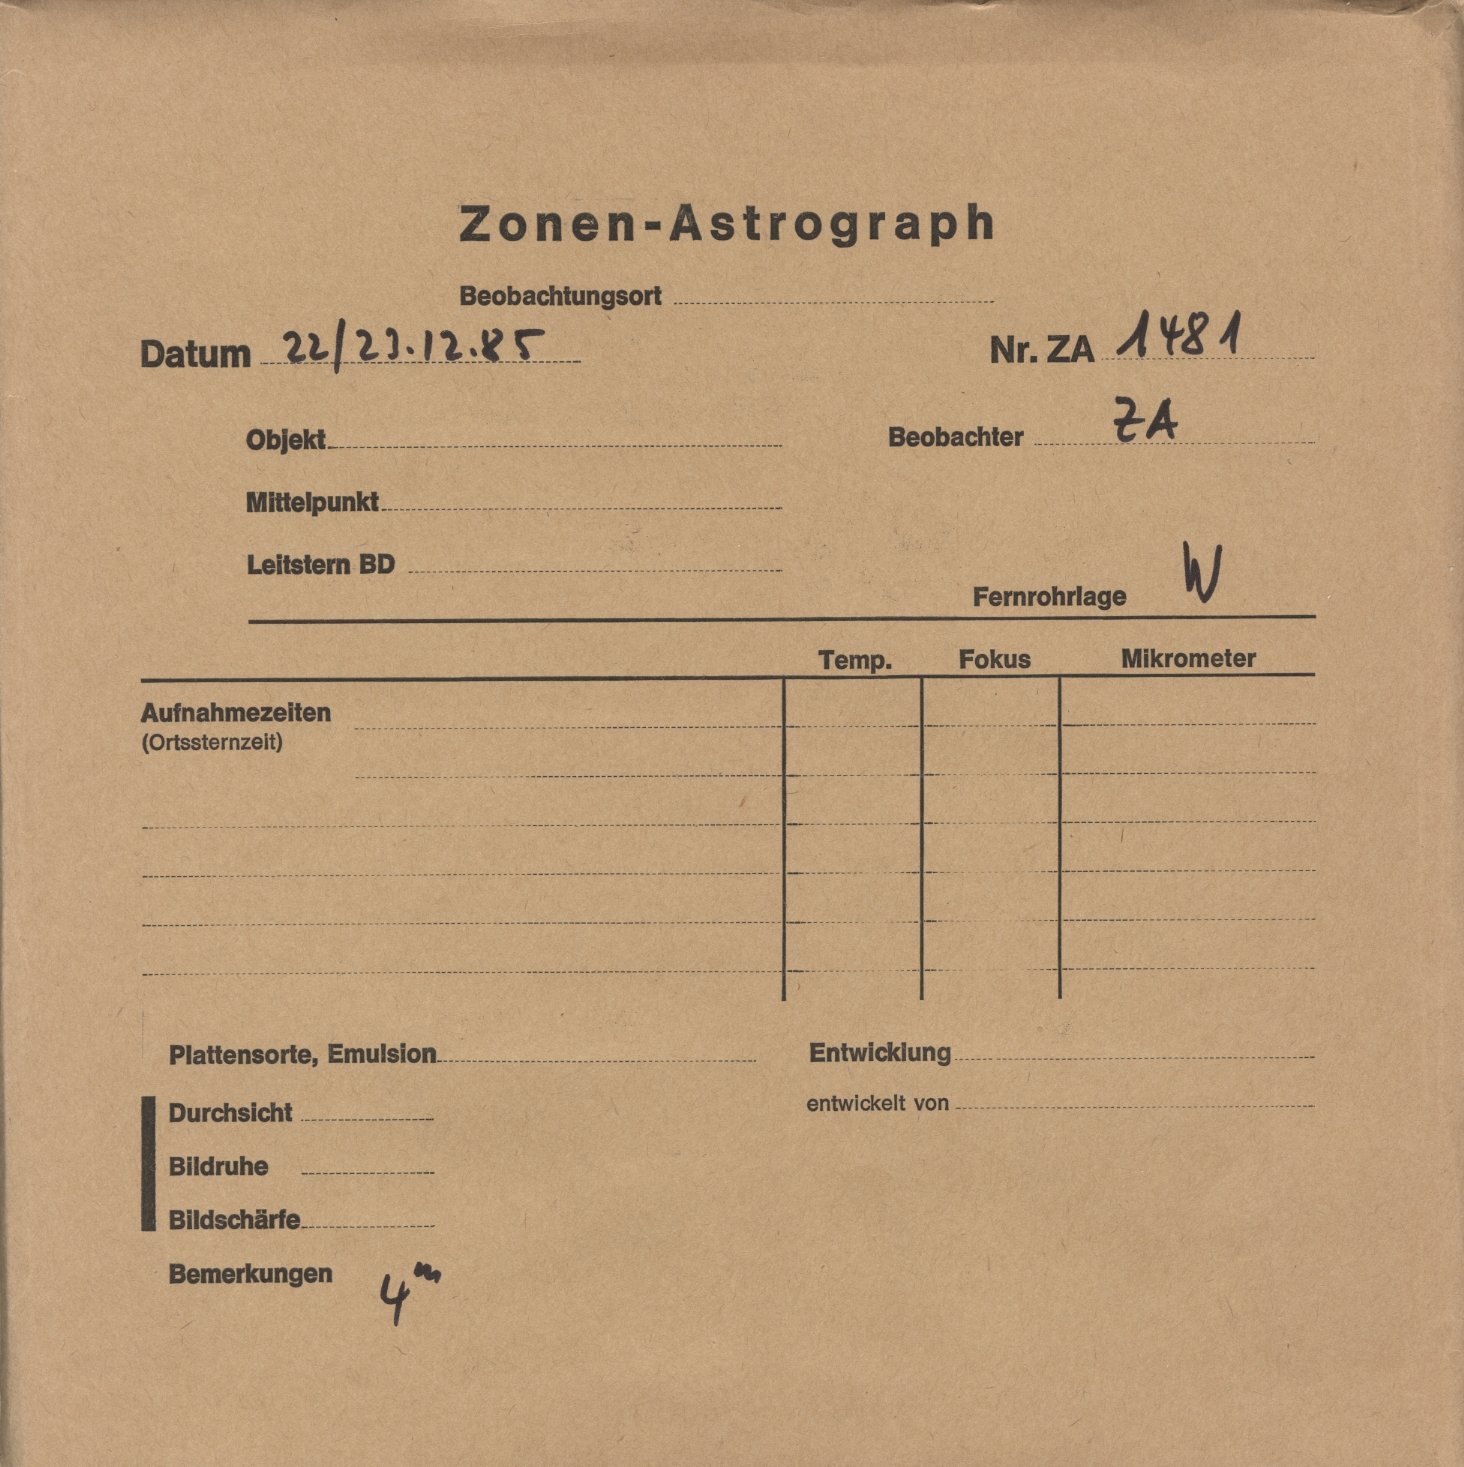 Zonen-Astrograph
Beobachtungsort
Datum 22/23.12.85
Nr. ZA 1481
Objekt
Beobachter ZA
Mittelpunkt
Leitstern BD
Fernrohrlage W
Temp. Fokus Mikrometer
Aufnahmezeiten
(Ortssternzeit)
Plattensorte, Emulsion
Entwicklung
Durchsicht
entwickelt von
Bildruhe
Bildschärfe
Bemerkungen 4ᵐ